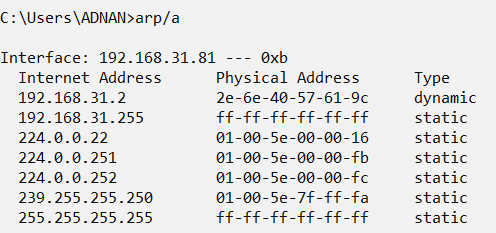 C:\Users\ADNAN>arp/a
Interface: 192.168.31.81 --- 0xb
Internet Address Physical Address Type
192.168.31.2 2e-6e-40-57-61-9c dynamic
192.168.31.255 ff-ff-ff-ff-ff-ff static
224.0.0.22 01-00-5e-00-00-16 static
224.0.0.251 01-00-5e-00-00-fb static
224.0.0.252 01-00-5e-00-00-fc static
239.255.255.250 01-00-5e-7f-ff-fa static
255.255.255.255 ff-ff-ff-ff-ff-ff static